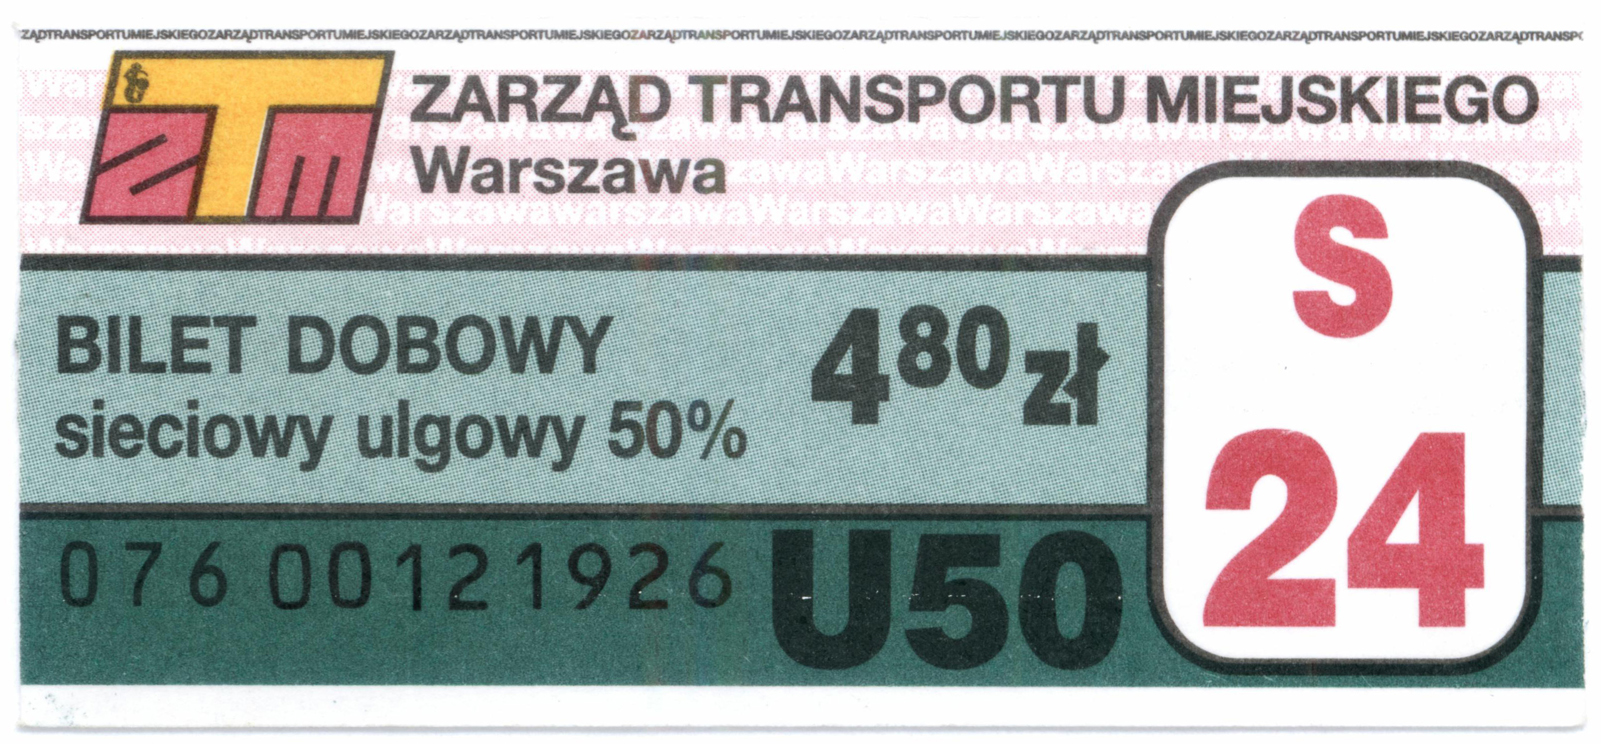 ZARZĄDTRANSPORTUMIEJSKIEGOZARZĄDTRANSPORTUMIEJSKIEGOZARZĄDTRANSPORTUMIEJSKIEGOZARZĄDTRANSPORTUMIEJSKIEGOZARZĄDTRANSPORTUMIEJSKIEGOZARZĄDTRANSPORTUMIEJSKIEGOZARZĄDTRANSP
ZTM
ZARZĄD TRANSPORTU MIEJSKIEGO
Warszawa
S
BILET DOBOWY 4 80 zł
sieciowy ulgowy 50%
24
076 00121926 U50